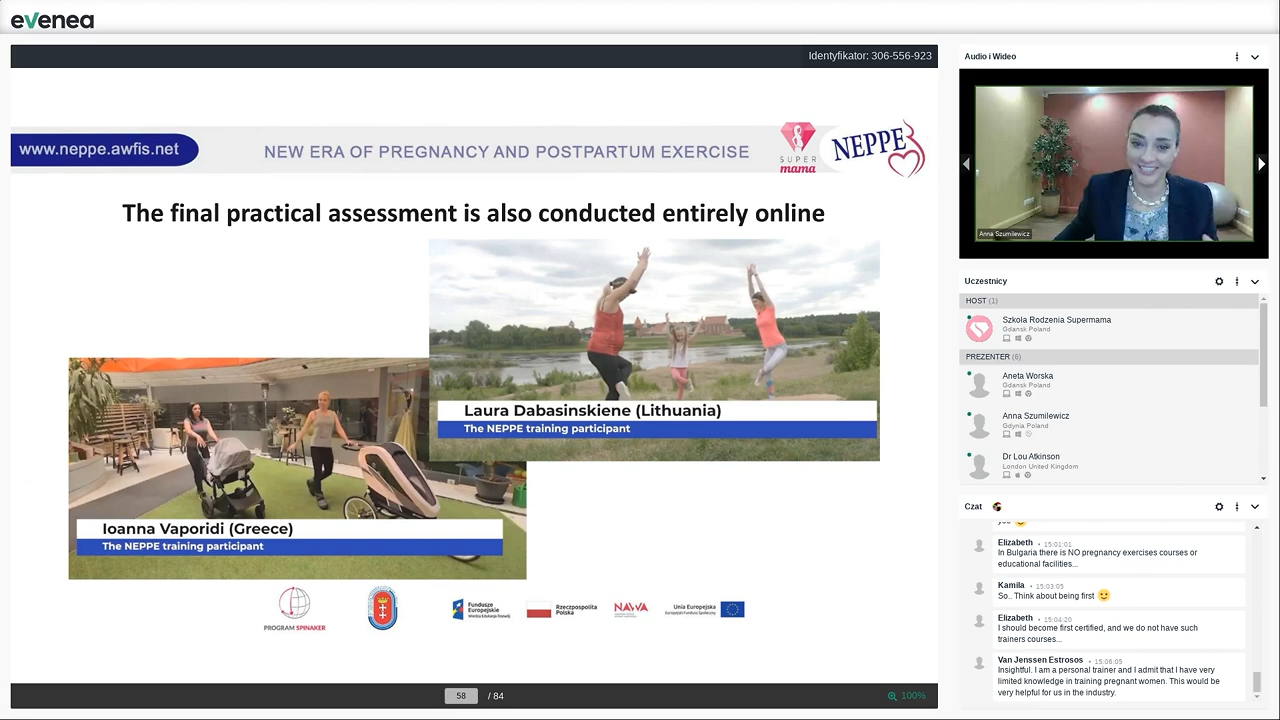 evenea
Identyfikator: 306-556-923
www.neppe.awfis.net
NEW ERA OF PREGNANCY AND POSTPARTUM EXERCISE
SUPER
mama
NEPPE
The final practical assessment is also conducted entirely online
Laura Dabasinskiene (Lithuania)
The NEPPE training participant
Ioanna Vaporidi (Greece)
The NEPPE training participant
PROGRAM SPINAKER
Fundusze
Europejskie
Wiedza Edukacja Rozwój
Rzeczpospolita
Polska
NAWA
Unia Europejska
Europejski Fundusz Społeczny
58 / 84
100%
Audio i Wideo
Anna Szumilewicz
Uczestnicy
HOST (1)
Szkoła Rodzenia Supermama
Gdansk Poland
PREZENTER (6)
Aneta Worska
Gdansk Poland
Anna Szumilewicz
Gdynia Poland
Dr Lou Atkinson
London United Kingdom
Czat
Elizabeth • 15:01:01
In Bulgaria there is NO pregnancy exercises courses or
educational facilities...
Kamila • 15:03:05
So.. Think about being first
Elizabeth • 15:04:20
I should become first certified, and we do not have such
trainers courses...
Van Jenssen Estrosos • 15:06:05
Insightful. I am a personal trainer and I admit that I have very
limited knowledge in training pregnant women. This would be
very helpful for us in the industry.